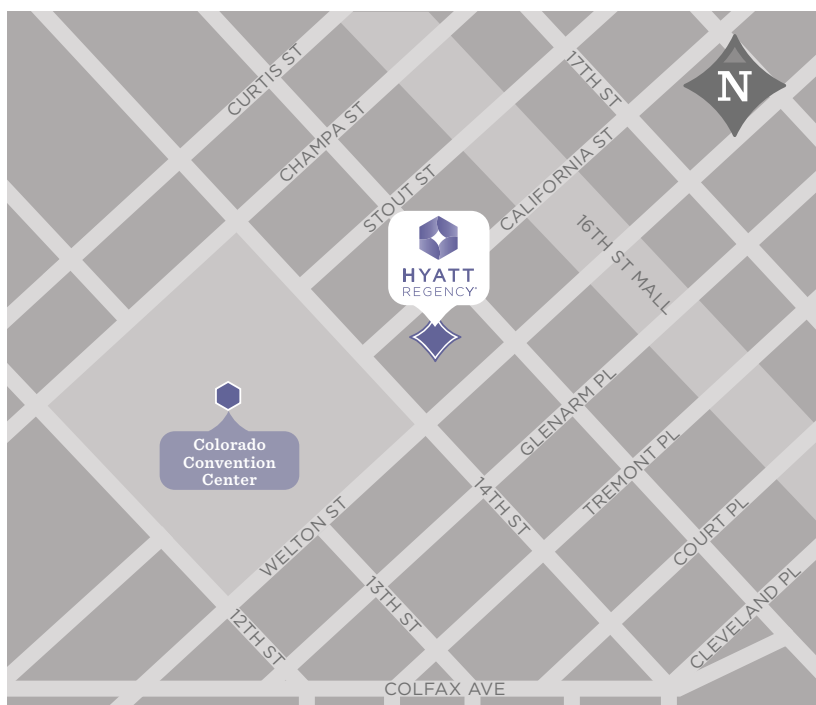 CURTIS ST
17TH ST
N
CHAMPA ST
CALIFORNIA ST
STOUT ST
16TH ST MALL
HYATT
REGENCY
GLENARM PL
Colorado
Convention
Center
TREMONT PL
14TH ST
WELTON ST
COURT PL
13TH ST
CLEVELAND PL
12TH ST
COLFAX AVE